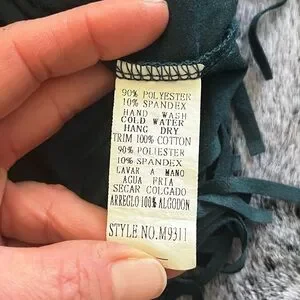 90% POLYESTER
10% SPANDEX
HAND WASH
COLD WATER
HANG DRY
TRIM 100% COTTON
90% POLIESTER
10% SPANDEX
LAVAR A MANO
AGUA FRIA
SECAR COLGADO
ARREGLO 100% ALGODON
STYLE NO.M9311